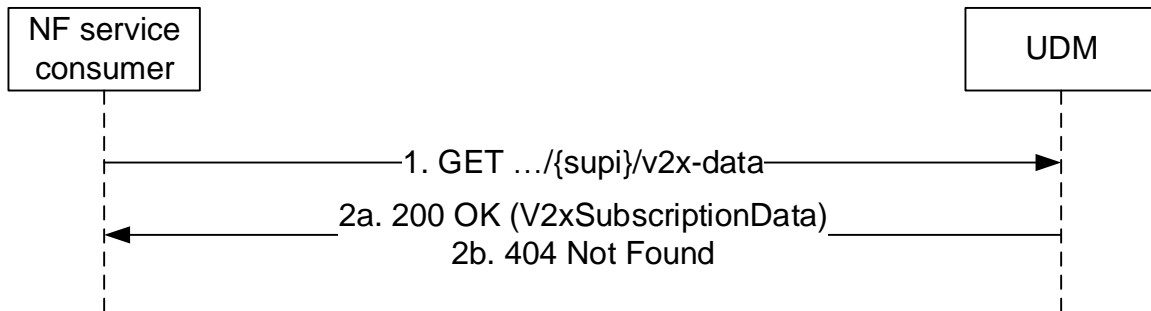 NF service
consumer
UDM
1. GET …/{supi}/v2x-data
2a. 200 OK (V2xSubscriptionData)
2b. 404 Not Found